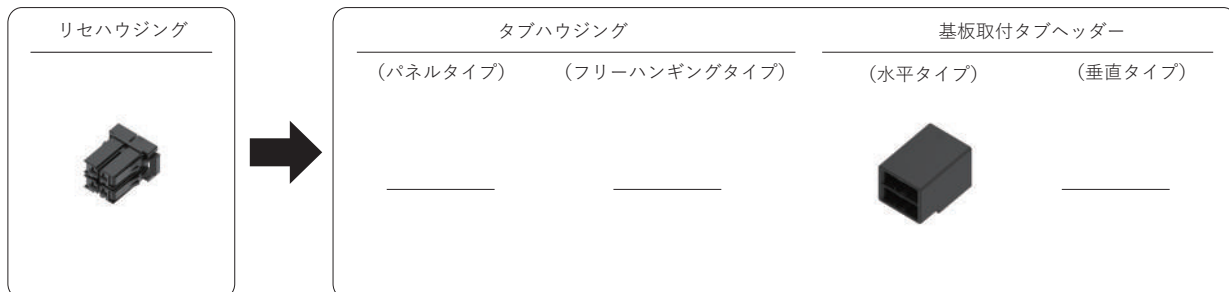 リセハウジング
タブハウジング
基板取付タブヘッダー
（パネルタイプ）
（フリーハンギングタイプ）
（水平タイプ）
（垂直タイプ）